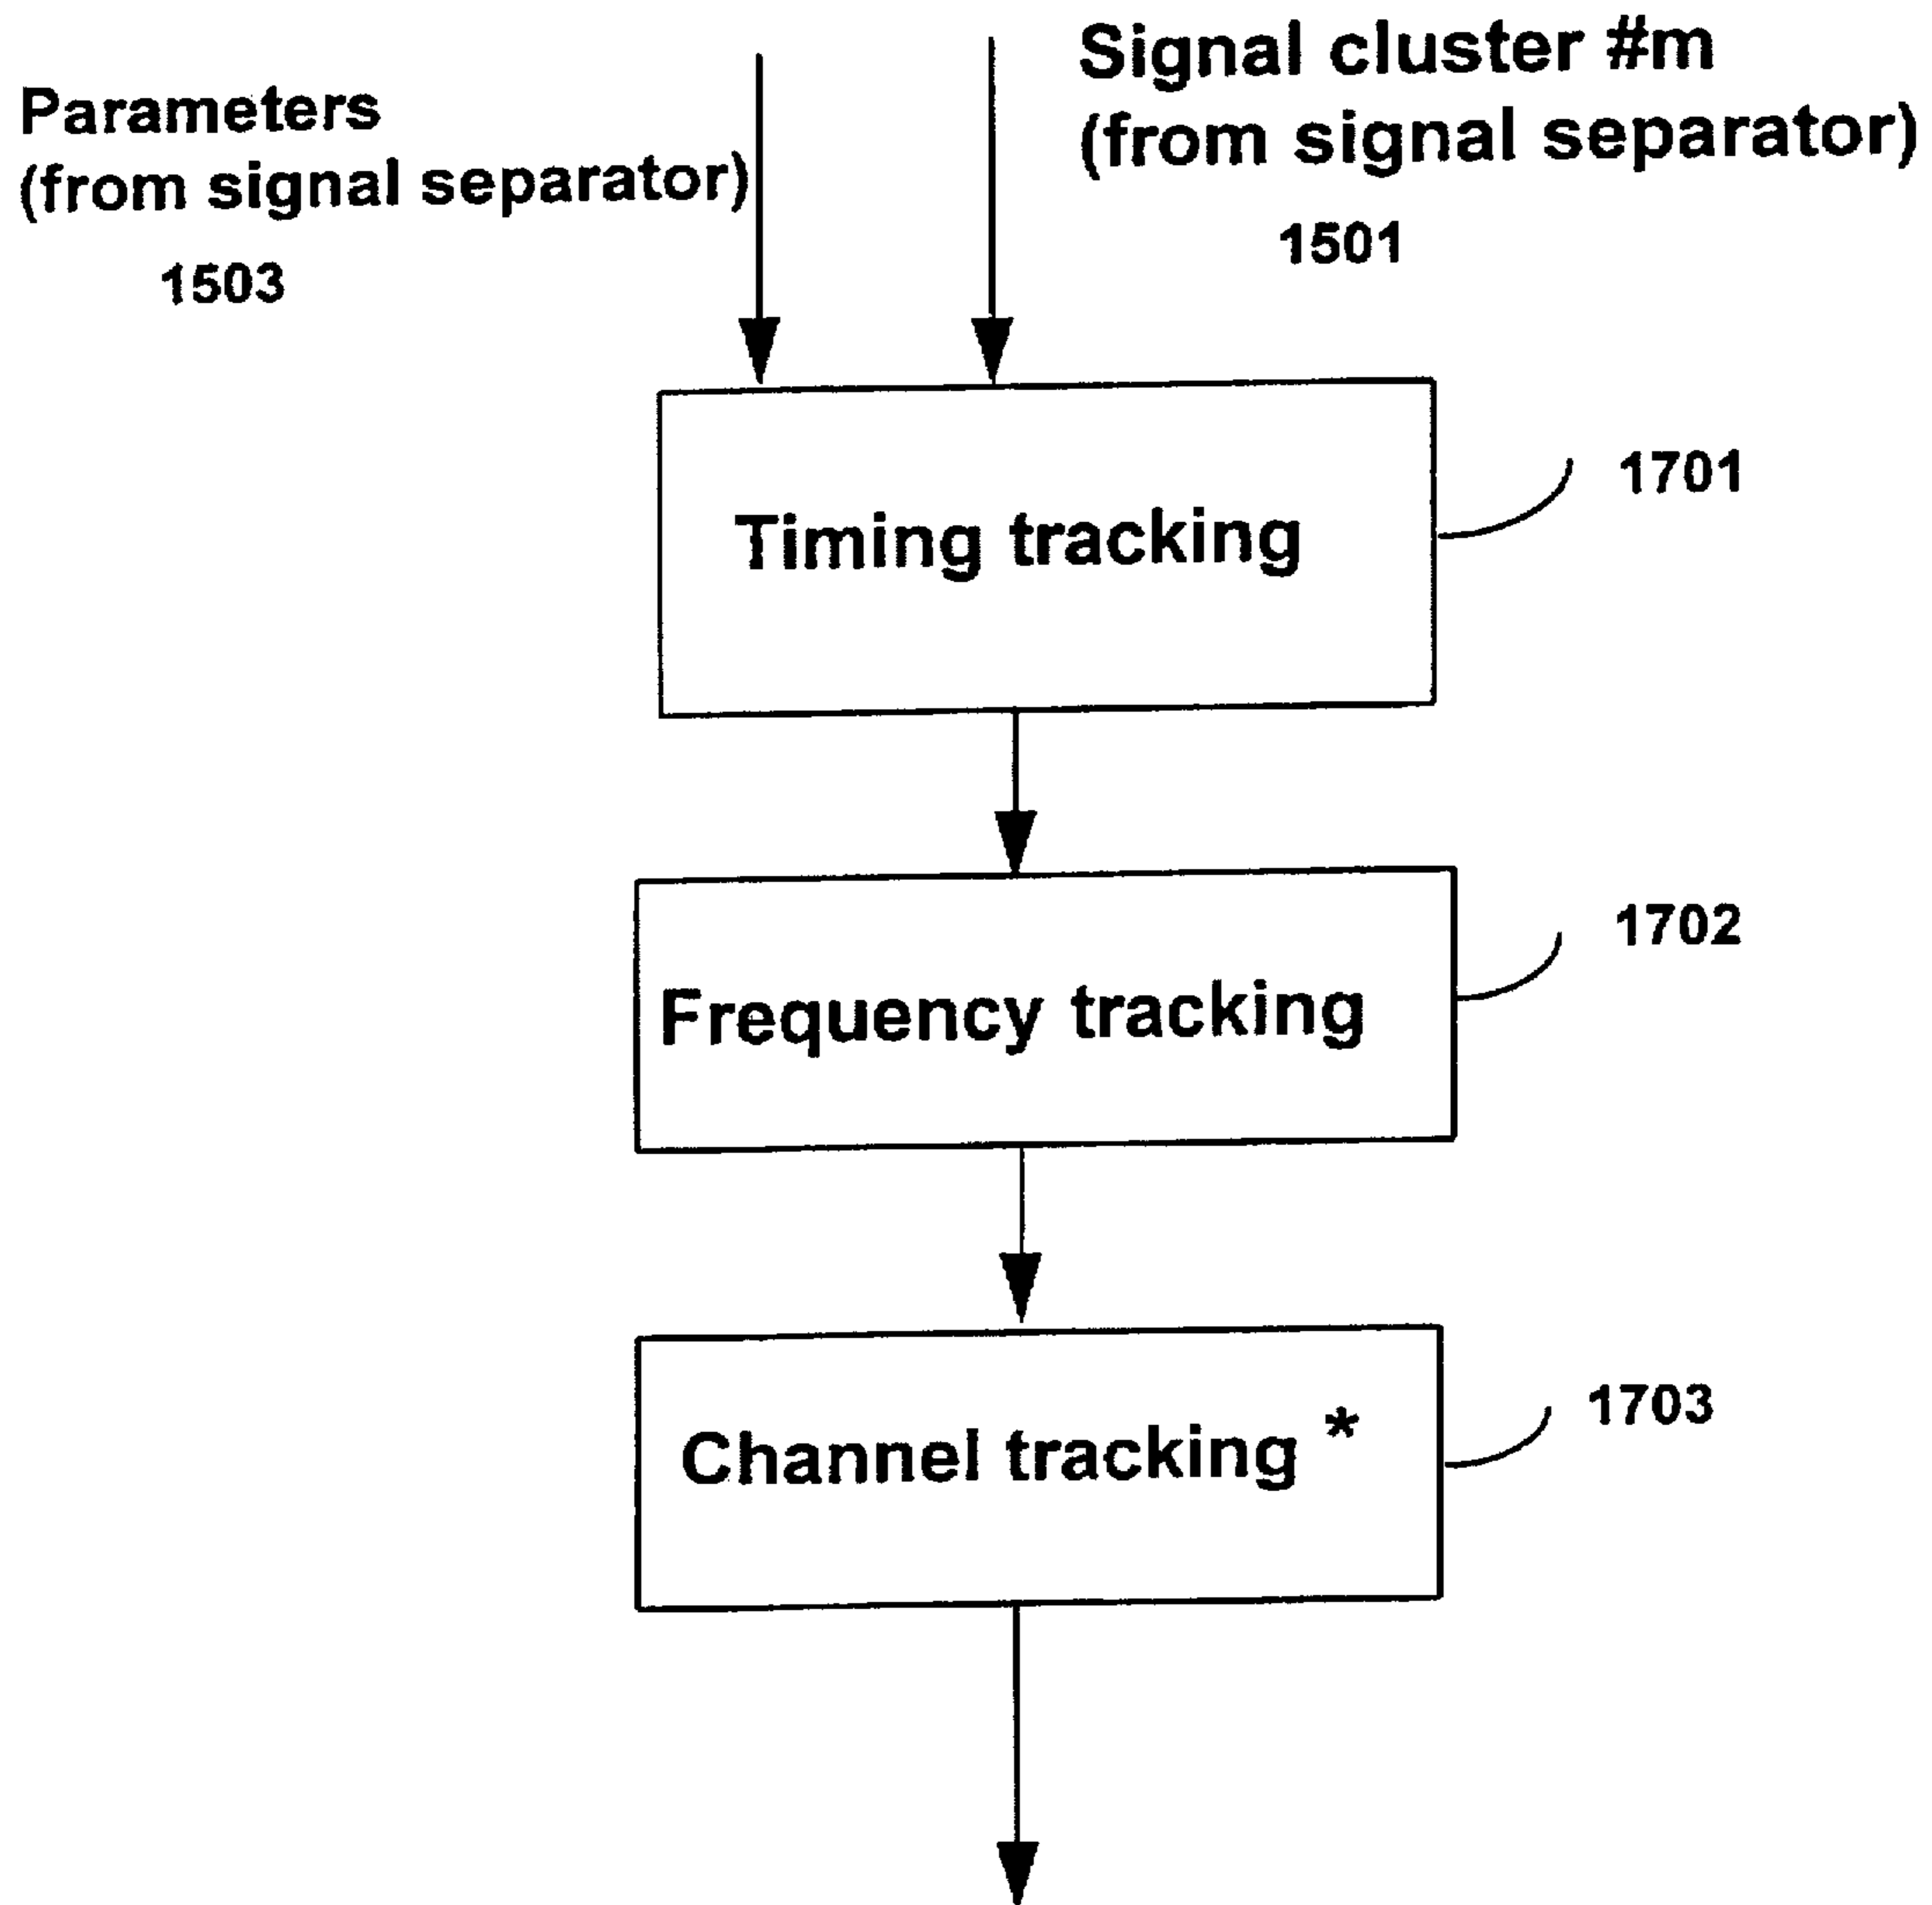 Parameters
(from signal separator)
1503
Signal cluster #m
(from signal separator)
1501
Timing tracking
1701
Frequency tracking
1702
Channel tracking *
1703